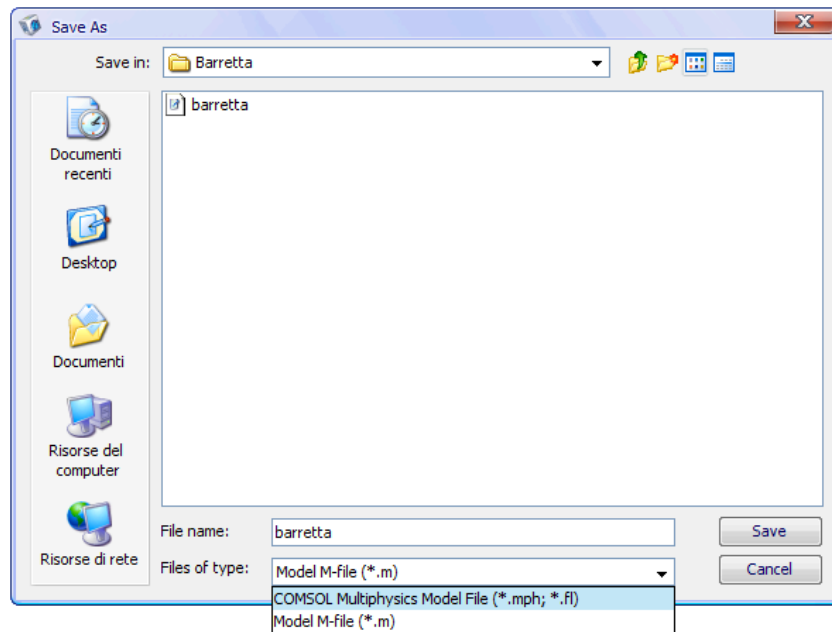 Save As
Save in:
Barretta
barretta
Documenti
recenti
Desktop
Documenti
Risorse del
computer
Risorse di rete
File name:
barretta
Save
Files of type:
Model M-file (*.m)
Cancel
COMSOL Multiphysics Model File (*.mph; *.fl)
Model M-file (*.m)